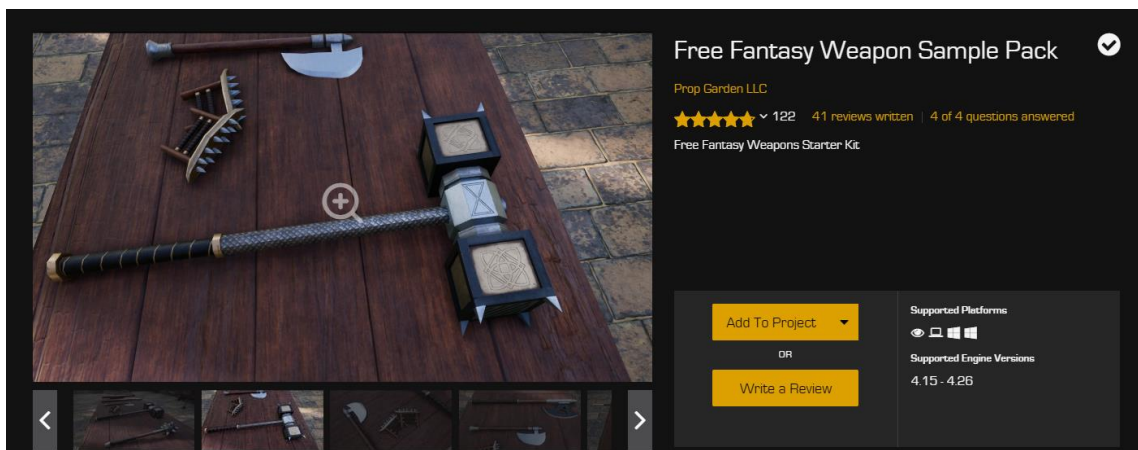 Free Fantasy Weapon Sample Pack
Prop Garden LLC
122 41 reviews written | 4 of 4 questions answered
Free Fantasy Weapons Starter Kit
Add To Project
OR
Write a Review
Supported Platforms
Supported Engine Versions
4.15 - 4.26